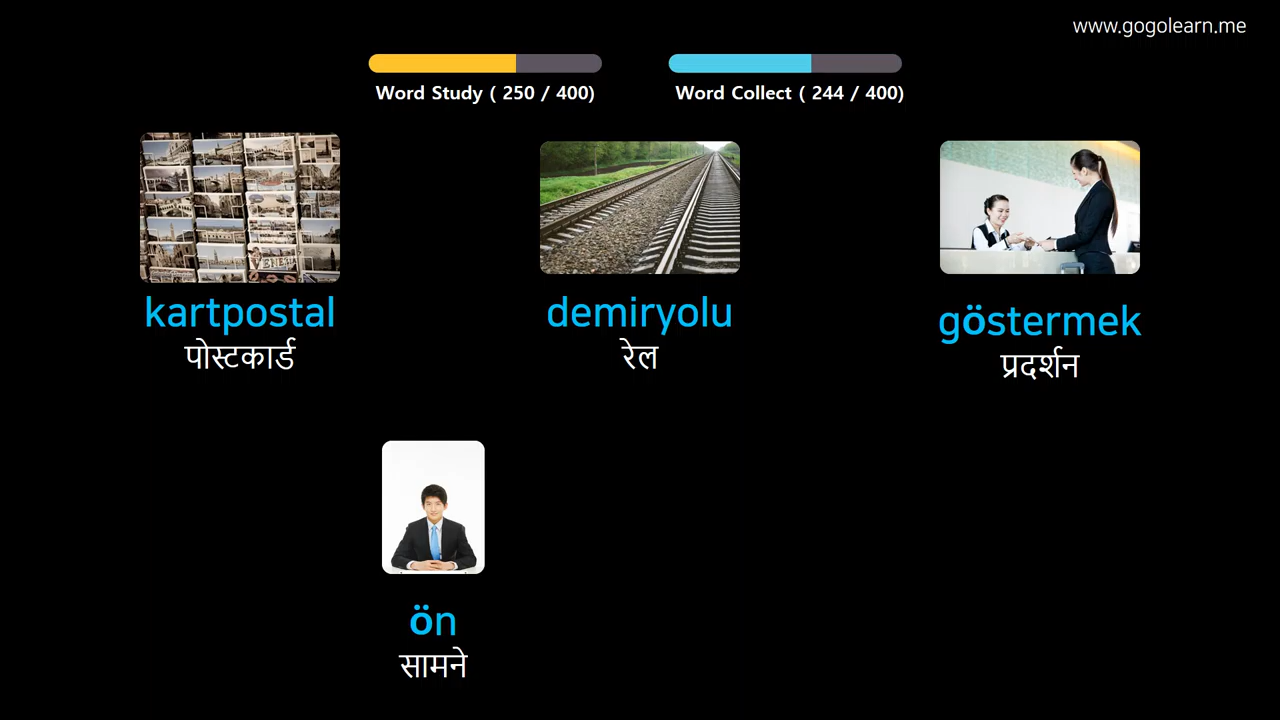 www.gogolearn.me
Word Study ( 250 / 400)
Word Collect ( 244 / 400)
kartpostal
पोस्टकार्ड
demiryolu
रेल
göstermek
प्रदर्शन
ön
सामने